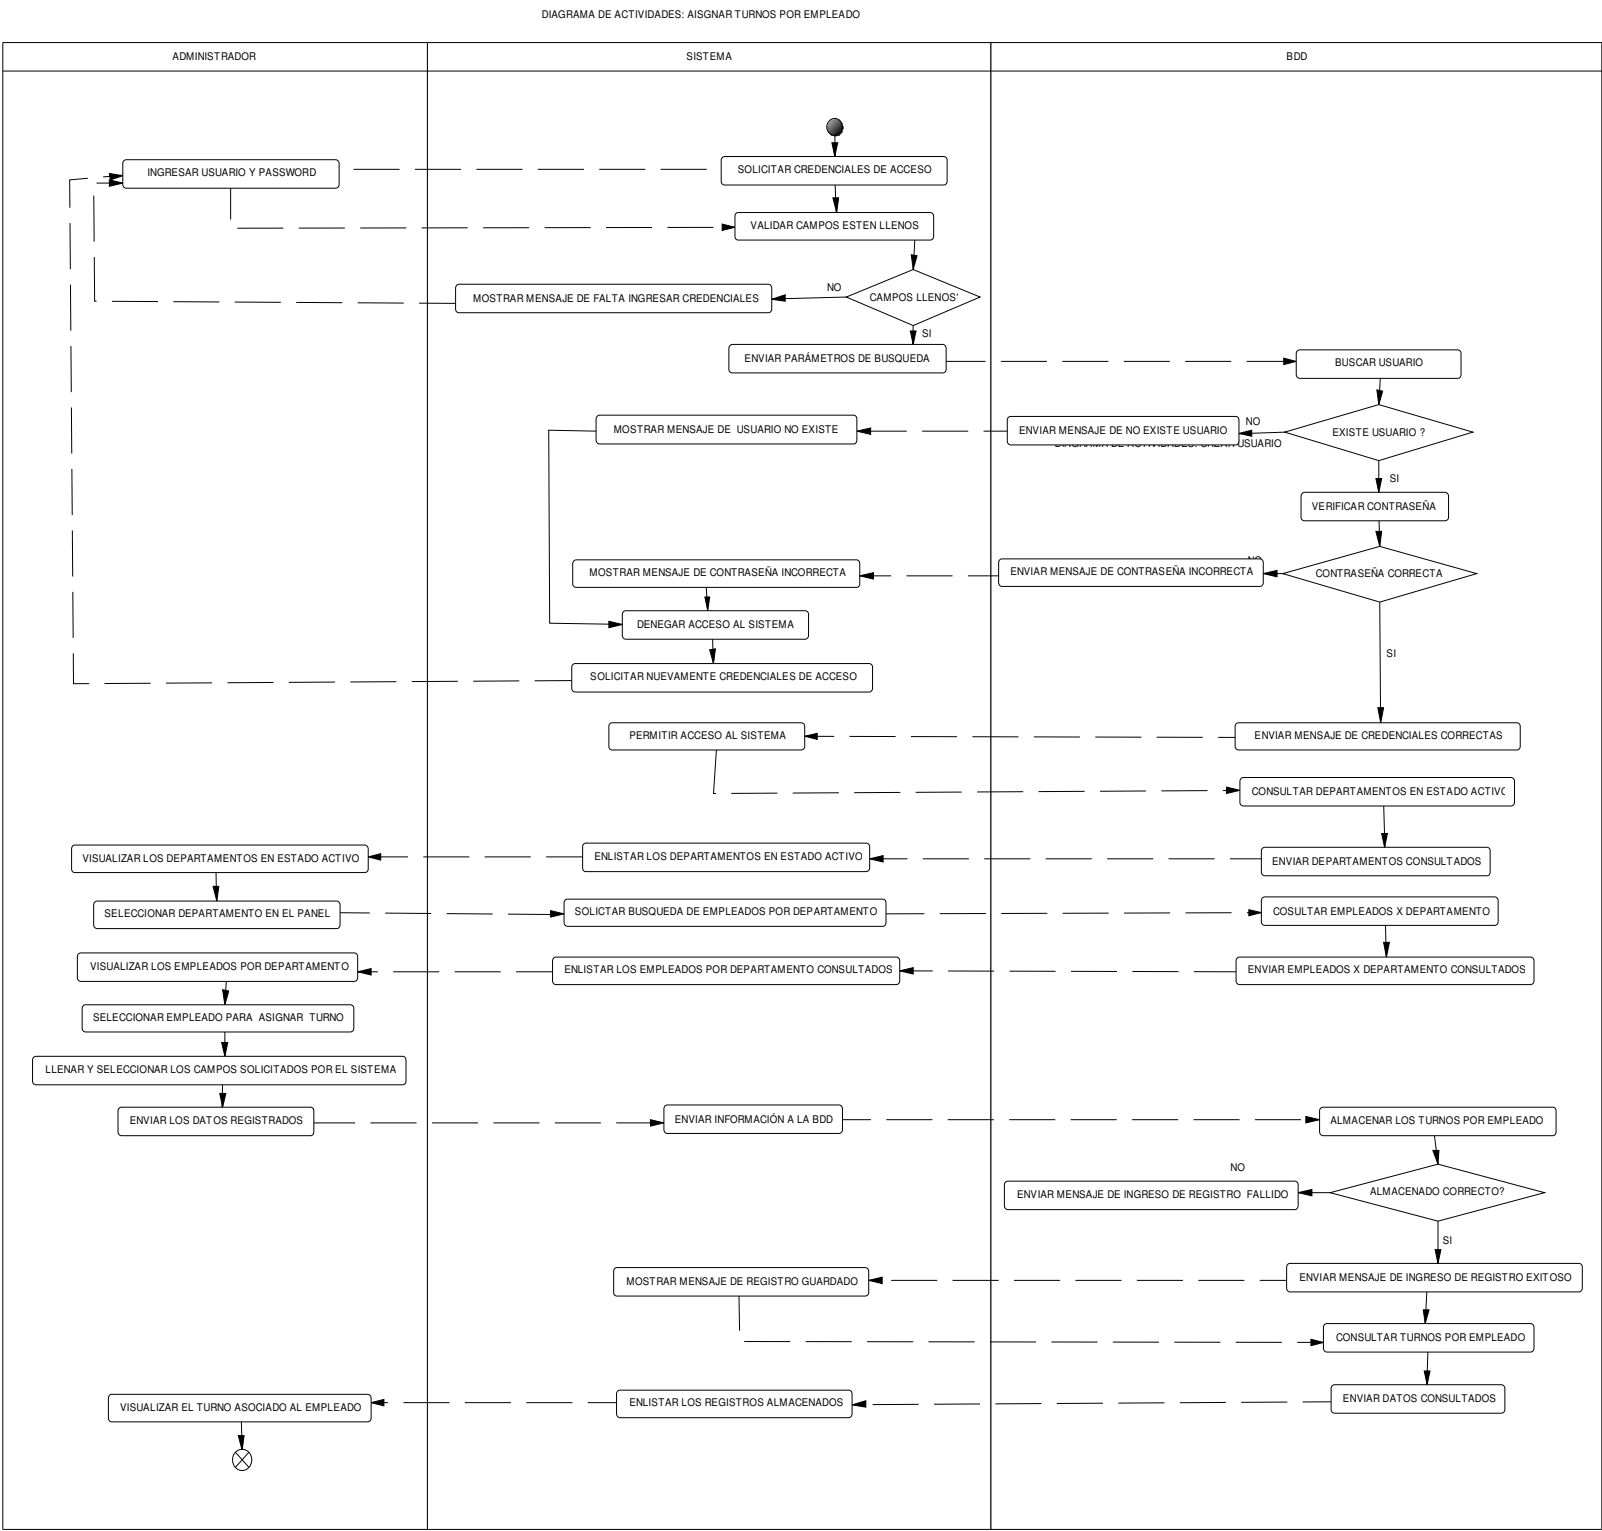 DIAGRAMA DE ACTIVIDADES: AISGNAR TURNOS POR EMPLEADO
ADMINISTRADOR
SISTEMA
BDD
INGRESAR USUARIO Y PASSWORD
SOLICITAR CREDENCIALES DE ACCESO
VALIDAR CAMPOS ESTEN LLENOS
NO
CAMPOS LLENOS'
MOSTRAR MENSAJE DE FALTA INGRESAR CREDENCIALES
SI
ENVIAR PARÁMETROS DE BUSQUEDA
BUSCAR USUARIO
MOSTRAR MENSAJE DE USUARIO NO EXISTE
ENVIAR MENSAJE DE NO EXISTE USUARIO
NO
EXISTE USUARIO ?
USUARIO
SI
VERIFICAR CONTRASEÑA
MOSTRAR MENSAJE DE CONTRASEÑA INCORRECTA
ENVIAR MENSAJE DE CONTRASEÑA INCORRECTA
CONTRASEÑA CORRECTA
DENEGAR ACCESO AL SISTEMA
SI
SOLICITAR NUEVAMENTE CREDENCIALES DE ACCESO
PERMITIR ACCESO AL SISTEMA
ENVIAR MENSAJE DE CREDENCIALES CORRECTAS
CONSULTAR DEPARTAMENTOS EN ESTADO ACTIVO
VISUALIZAR LOS DEPARTAMENTOS EN ESTADO ACTIVO
ENLISTAR LOS DEPARTAMENTOS EN ESTADO ACTIVO
ENVIAR DEPARTAMENTOS CONSULTADOS
SELECCIONAR DEPARTAMENTO EN EL PANEL
SOLICTAR BUSQUEDA DE EMPLEADOS POR DEPARTAMENTO
COSULTAR EMPLEADOS X DEPARTAMENTO
VISUALIZAR LOS EMPLEADOS POR DEPARTAMENTO
ENLISTAR LOS EMPLEADOS POR DEPARTAMENTO CONSULTADOS
ENVIAR EMPLEADOS X DEPARTAMENTO CONSULTADOS
SELECCIONAR EMPLEADO PARA ASIGNAR TURNO
LLENAR Y SELECCIONAR LOS CAMPOS SOLICITADOS POR EL SISTEMA
ENVIAR LOS DATOS REGISTRADOS
ENVIAR INFORMACIÓN A LA BDD
ALMACENAR LOS TURNOS POR EMPLEADO
NO
ENVIAR MENSAJE DE INGRESO DE REGISTRO FALLIDO
ALMACENADO CORRECTO?
SI
MOSTRAR MENSAJE DE REGISTRO GUARDADO
ENVIAR MENSAJE DE INGRESO DE REGISTRO EXITOSO
CONSULTAR TURNOS POR EMPLEADO
VISUALIZAR EL TURNO ASOCIADO AL EMPLEADO
ENLISTAR LOS REGISTROS ALMACENADOS
ENVIAR DATOS CONSULTADOS